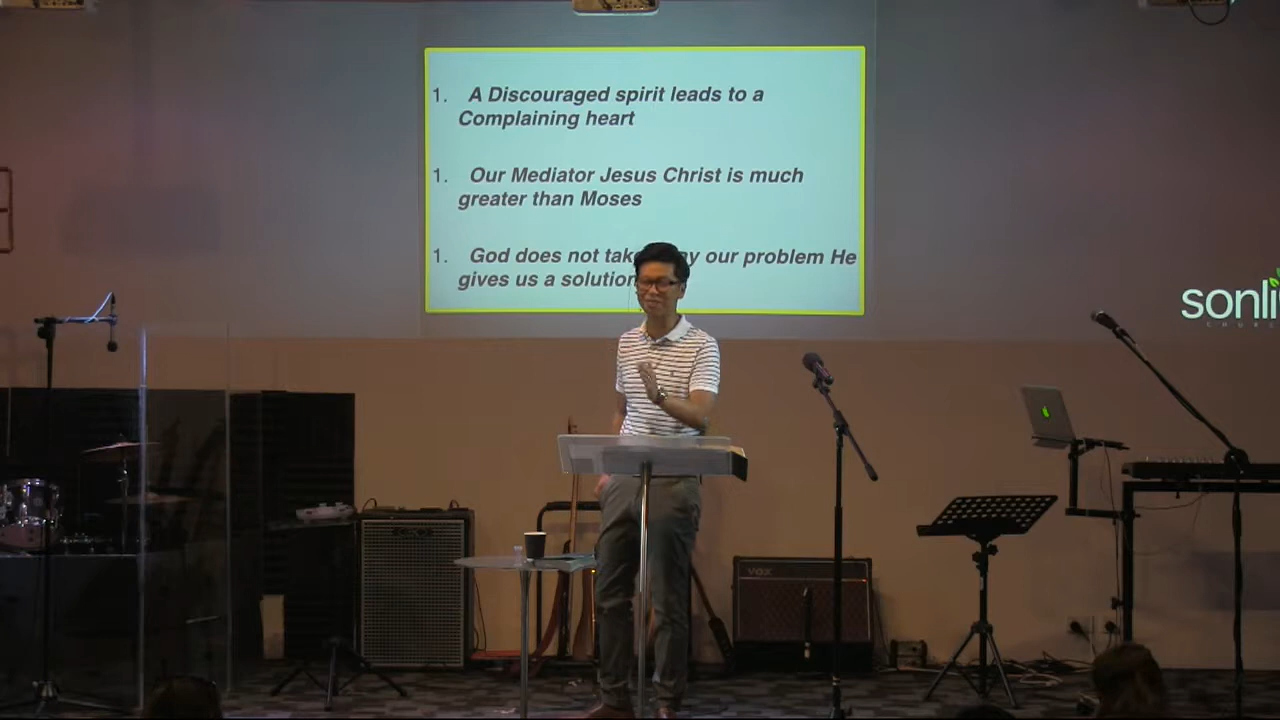 1. A Discouraged spirit leads to a
Complaining heart
1. Our Mediator Jesus Christ is much
greater than Moses
1. God does not our problem He
gives us a solution
sonli
VOX